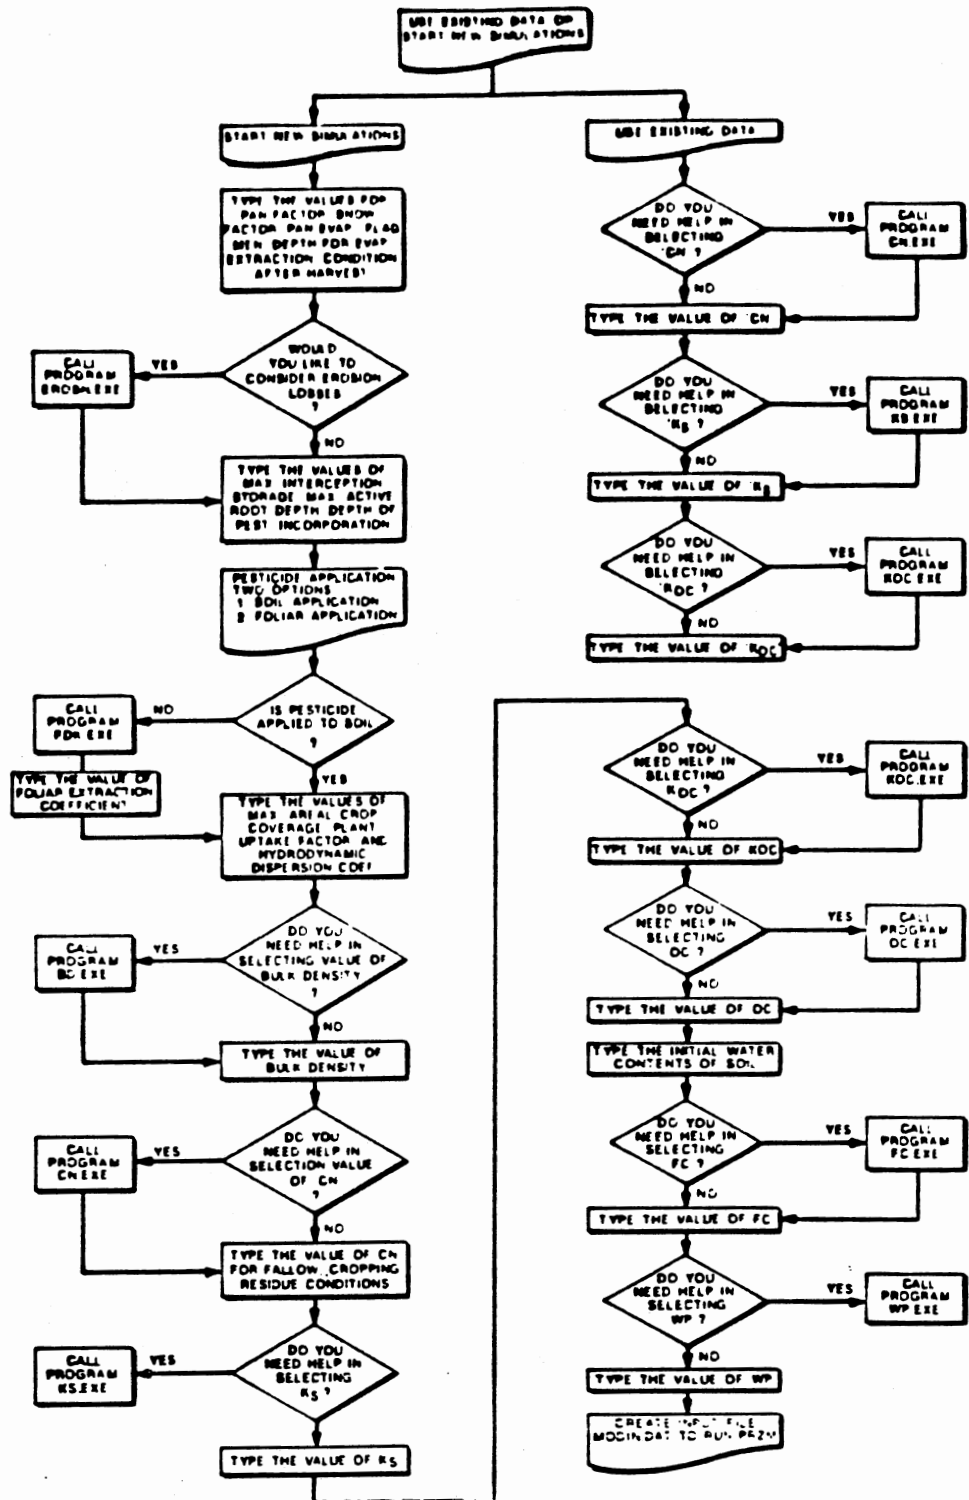 USE EXISTING DATA OR
START NEW SIMULATIONS
START NEW SIMULATIONS
TYPE THE VALUES FOR
PAN FACTOR SNOW
FACTOR PAN EVAP FLAG
MIN DEPTH FOR EVAP
EXTRACTION CONDITION
AFTER HARVEST
WOULD
YOU LIKE TO
CONSIDER EROSION
LOSSES
?
YES
CALL
PROGRAM
EROSN.EXE
NO
TYPE THE VALUES OF
MAX INTERCEPTION
STORAGE MAX ACTIVE
ROOT DEPTH DEPTH OF
PEST INCORPORATION
PESTICIDE APPLICATION
TWO OPTIONS
1 SOIL APPLICATION
2 FOLIAR APPLICATION
IS PESTICIDE
APPLIED TO SOIL
?
NO
CALL
PROGRAM
FOR EXE
TYPE THE VALUE OF
FOLIAR EXTRACTION
COEFFICIENT
YES
TYPE THE VALUES OF
MAX AREAL CROP
COVERAGE PLANT
UPTAKE FACTOR AND
HYDRODYNAMIC
DISPERSION COEF
DO YOU
NEED HELP IN
SELECTING VALUE OF
BULK DENSITY
?
YES
CALL
PROGRAM
BD EXE
NO
TYPE THE VALUE OF
BULK DENSITY
DO YOU
NEED HELP IN
SELECTION VALUE
OF CN
?
YES
CALL
PROGRAM
CN.EXE
NO
TYPE THE VALUE OF CN
FOR FALLOW, CROPPING
RESIDUE CONDITIONS
DO YOU
NEED HELP IN
SELECTING
KS ?
YES
CALL
PROGRAM
KS.EXE
TYPE THE VALUE OF KS
USE EXISTING DATA
DO YOU
NEED HELP IN
SELECTING
CN ?
YES
CALL
PROGRAM
CN.EXE
NO
TYPE THE VALUE OF CN
DO YOU
NEED HELP IN
SELECTING
KS ?
YES
CALL
PROGRAM
KS EXE
NO
TYPE THE VALUE OF KS
DO YOU
NEED HELP IN
SELECTING
KOC ?
YES
CALL
PROGRAM
KOC EXE
NO
TYPE THE VALUE OF KOC
DO YOU
NEED HELP IN
SELECTING
KOC ?
YES
CALL
PROGRAM
KOC.EXE
NO
TYPE THE VALUE OF KOC
DO YOU
NEED HELP IN
SELECTING
OC ?
YES
CALL
PROGRAM
OC EXE
NO
TYPE THE VALUE OF OC
TYPE THE INITIAL WATER
CONTENTS OF SOIL
DO YOU
NEED HELP IN
SELECTING
FC ?
YES
CALL
PROGRAM
FC EXE
NO
TYPE THE VALUE OF FC
DO YOU
NEED HELP IN
SELECTING
WP ?
YES
CALL
PROGRAM
WP EXE
NO
TYPE THE VALUE OF WP
CREATE INPUT FILE
MODIN.DAT TO RUN PRZM